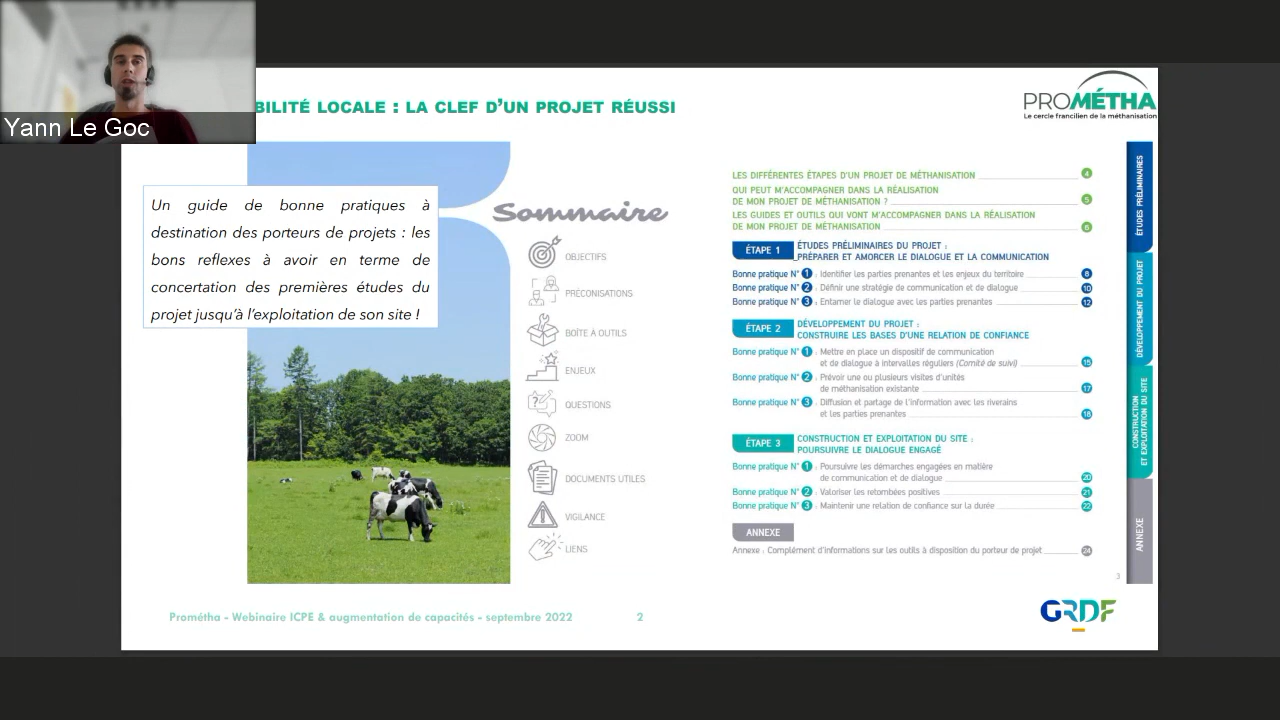 Yann Le Goc
BILITÉ LOCALE : LA CLEF D'UN PROJET RÉUSSI
PROMÉTHA
Le cercle francilien de la méthanisation
Un guide de bonne pratiques à
destination des porteurs de projets : les
bons reflexes à avoir en terme de
concertation des premières études du
projet jusqu'à l'exploitation de son site !
Sommaire
OBJECTIFS
PRÉCONISATIONS
BOÎTE À OUTILS
ENJEUX
QUESTIONS
ZOOM
DOCUMENTS UTILES
VIGILANCE
LIENS
LES DIFFÉRENTES ÉTAPES D'UN PROJET DE MÉTHANISATION 4
QUI PEUT M'ACCOMPAGNER DANS LA RÉALISATION
DE MON PROJET DE MÉTHANISATION ? 5
LES GUIDES ET OUTILS QUI VONT M'ACCOMPAGNER DANS LA RÉALISATION
DE MON PROJET DE MÉTHANISATION 6
ÉTAPE 1 ÉTUDES PRÉLIMINAIRES DU PROJET :
PRÉPARER ET AMORCER LE DIALOGUE ET LA COMMUNICATION
Bonne pratique N° 1 : Identifier les parties prenantes et les enjeux du territoire 8
Bonne pratique N° 2 : Définir une stratégie de communication et de dialogue 10
Bonne pratique N° 3 : Entamer le dialogue avec les parties prenantes 12
ÉTAPE 2 DÉVELOPPEMENT DU PROJET :
CONSTRUIRE LES BASES D'UNE RELATION DE CONFIANCE
Bonne pratique N° 1 : Mettre en place un dispositif de communication
et de dialogue à intervalles réguliers (Comité de suivi) 15
Bonne pratique N° 2 : Prévoir une ou plusieurs visites d'unités
de méthanisation existante 17
Bonne pratique N° 3 : Diffusion et partage de l'information avec les riverains
et les parties prenantes 18
ÉTAPE 3 CONSTRUCTION ET EXPLOITATION DU SITE :
POURSUIVRE LE DIALOGUE ENGAGÉ
Bonne pratique N° 1 : Poursuivre les démarches engagées en matière
de communication et de dialogue 20
Bonne pratique N° 2 : Valoriser les retombées positives 21
Bonne pratique N° 3 : Maintenir une relation de confiance sur la durée 22
ANNEXE
Annexe : Complément d'informations sur les outils à disposition du porteur de projet 24
3
ÉTUDES PRÉLIMINAIRES
DÉVELOPPEMENT DU PROJET
CONSTRUCTION
ET EXPLOITATION DU SITE
ANNEXE
Prométha - Webinaire ICPE & augmentation de capacités - septembre 2022 2
GRDF